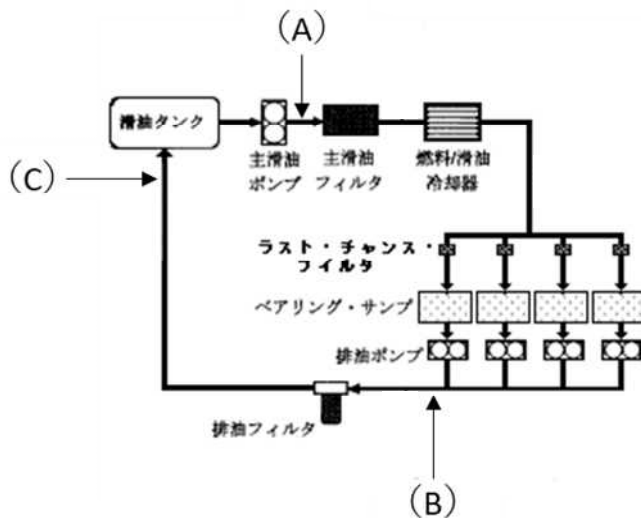 (A)
滑油タンク
主滑油
ポンプ
主滑油
フィルタ
燃料/滑油
冷却器
(C)
ラスト・チャンス・
フイルタ
ベアリング・サンプ
排油ポンプ
排油フィルタ
(B)